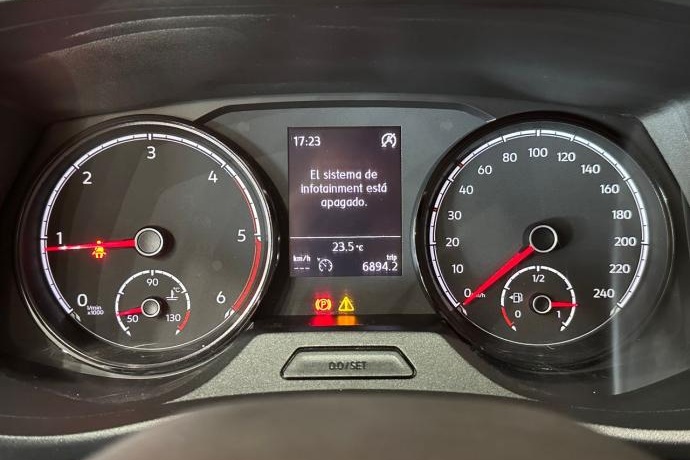 17:23
El sistema de
infotainment está
apagado.
23.5 °C
km/h
trip
---
6894.2
0 1 2 3 4 5 6
1/min
x1000
50 90 130
°C
0 10 20 30 40 60 80 100 120 140 160 180 200 220 240
km/h
0 1/2 1
(P)
0.0/SET